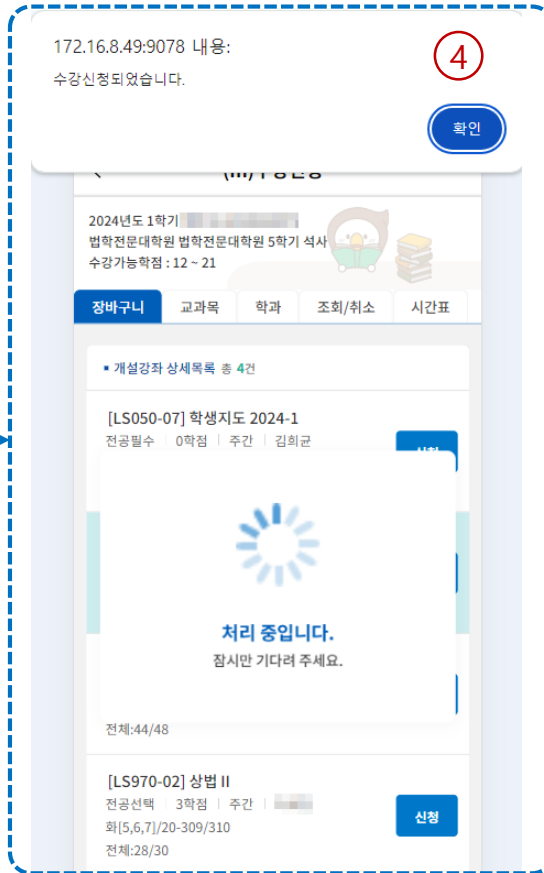 172.16.8.49:9078 내용:
④
수강신청되었습니다.
확인
2024년도 1학기
법학전문대학원 법학전문대학원 5학기 석사
수강가능학점 : 12 ~ 21
장바구니 교과목 학과 조회/취소 시간표
개설강좌 상세목록 총 4건
[LS050-07] 학생지도 2024-1
전공필수 0학점 주간 김희균
처리 중입니다.
잠시만 기다려 주세요.
전체:44/48
[LS970-02] 상법 II
전공선택 3학점 주간
신청
화[5,6,7]/20-309/310
전체:28/30